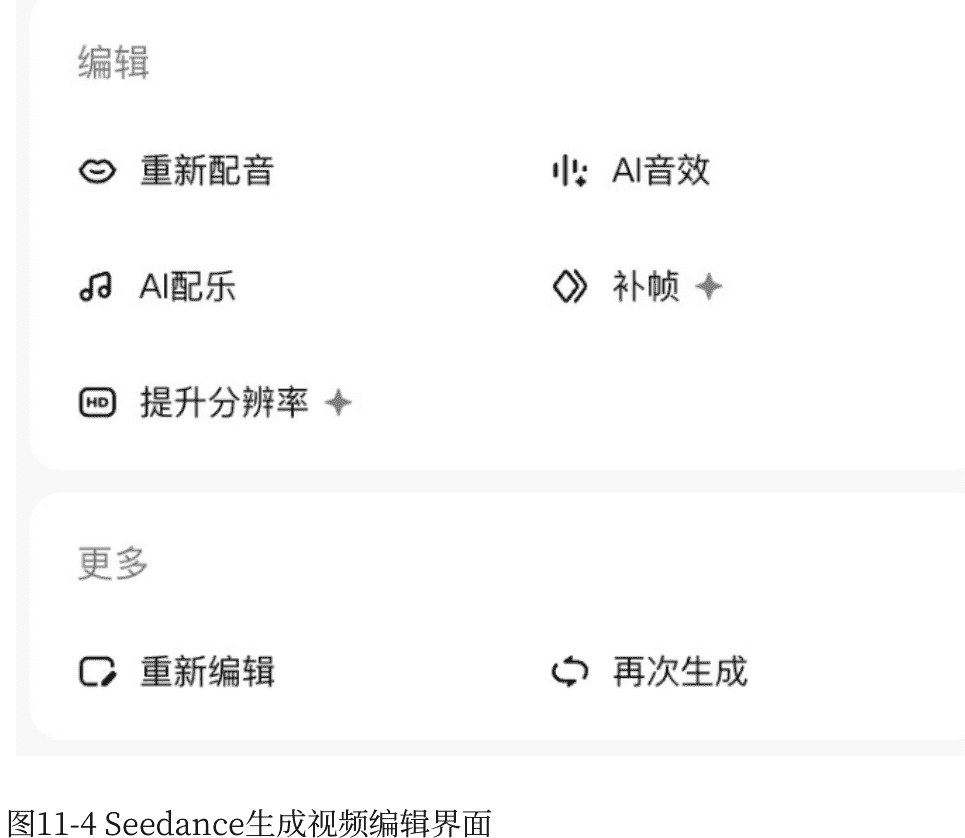 编辑
重新配音 AI音效
AI配乐 补帧
HD 提升分辨率
更多
重新编辑 再次生成
图11-4 Seedance生成视频编辑界面